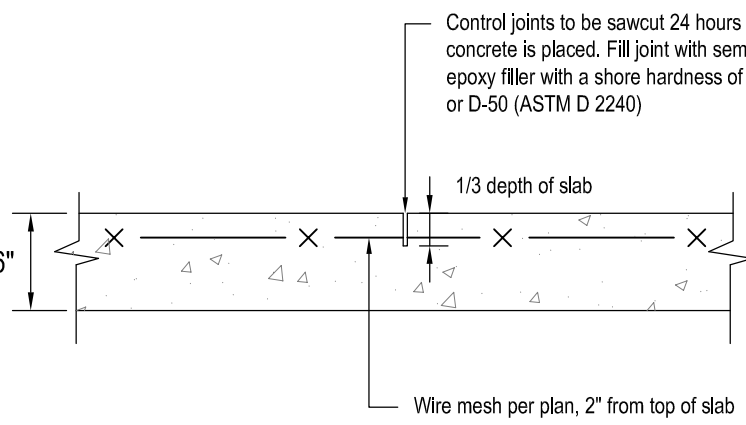 Control joints to be sawcut 24 hours
concrete is placed. Fill joint with sem
epoxy filler with a shore hardness of
or D-50 (ASTM D 2240)
1/3 depth of slab
6"
Wire mesh per plan, 2" from top of slab